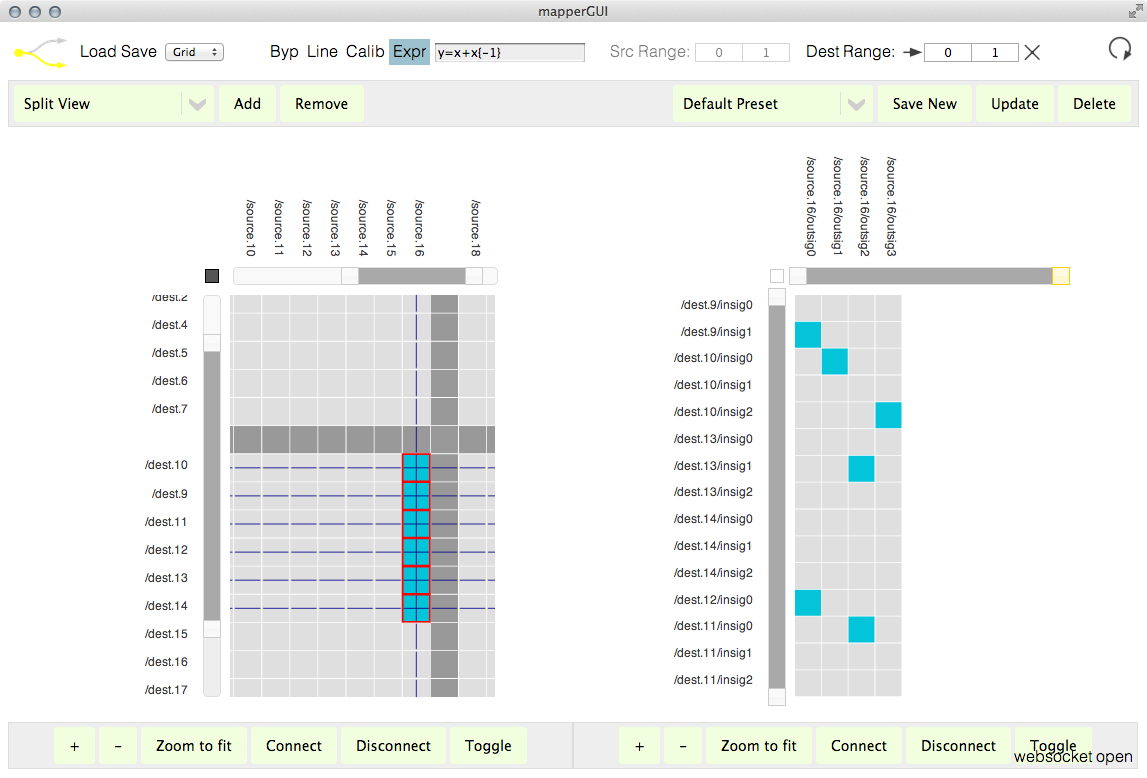 mapperGUI
Load Save Grid Byp Line Calib Expr y=x+x{-1} Src Range: 0 1 Dest Range: 0 1
Split View Add Remove Default Preset Save New Update Delete
/source.10 /source.11 /source.12 /source.13 /source.14 /source.15 /source.16 /source.18
/source.16/outsig0 /source.16/outsig1 /source.16/outsig2 /source.16/outsig3
/dest.2
/dest.4
/dest.5
/dest.6
/dest.7
/dest.10
/dest.9
/dest.11
/dest.12
/dest.13
/dest.14
/dest.15
/dest.16
/dest.17
/dest.9/insig0
/dest.9/insig1
/dest.10/insig0
/dest.10/insig1
/dest.10/insig2
/dest.13/insig0
/dest.13/insig1
/dest.13/insig2
/dest.14/insig0
/dest.14/insig1
/dest.14/insig2
/dest.12/insig0
/dest.11/insig0
/dest.11/insig1
/dest.11/insig2
+ - Zoom to fit Connect Disconnect Toggle
+ - Zoom to fit Connect Disconnect Toggle
websocket open